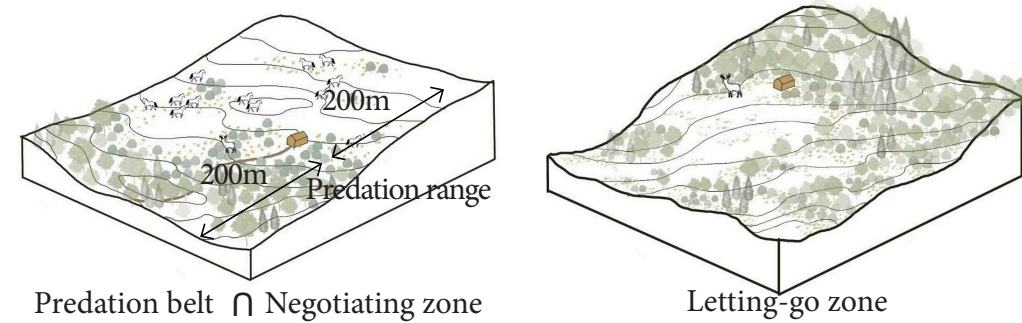 200m
200m
Predation range
Predation belt ∩ Negotiating zone
Letting-go zone